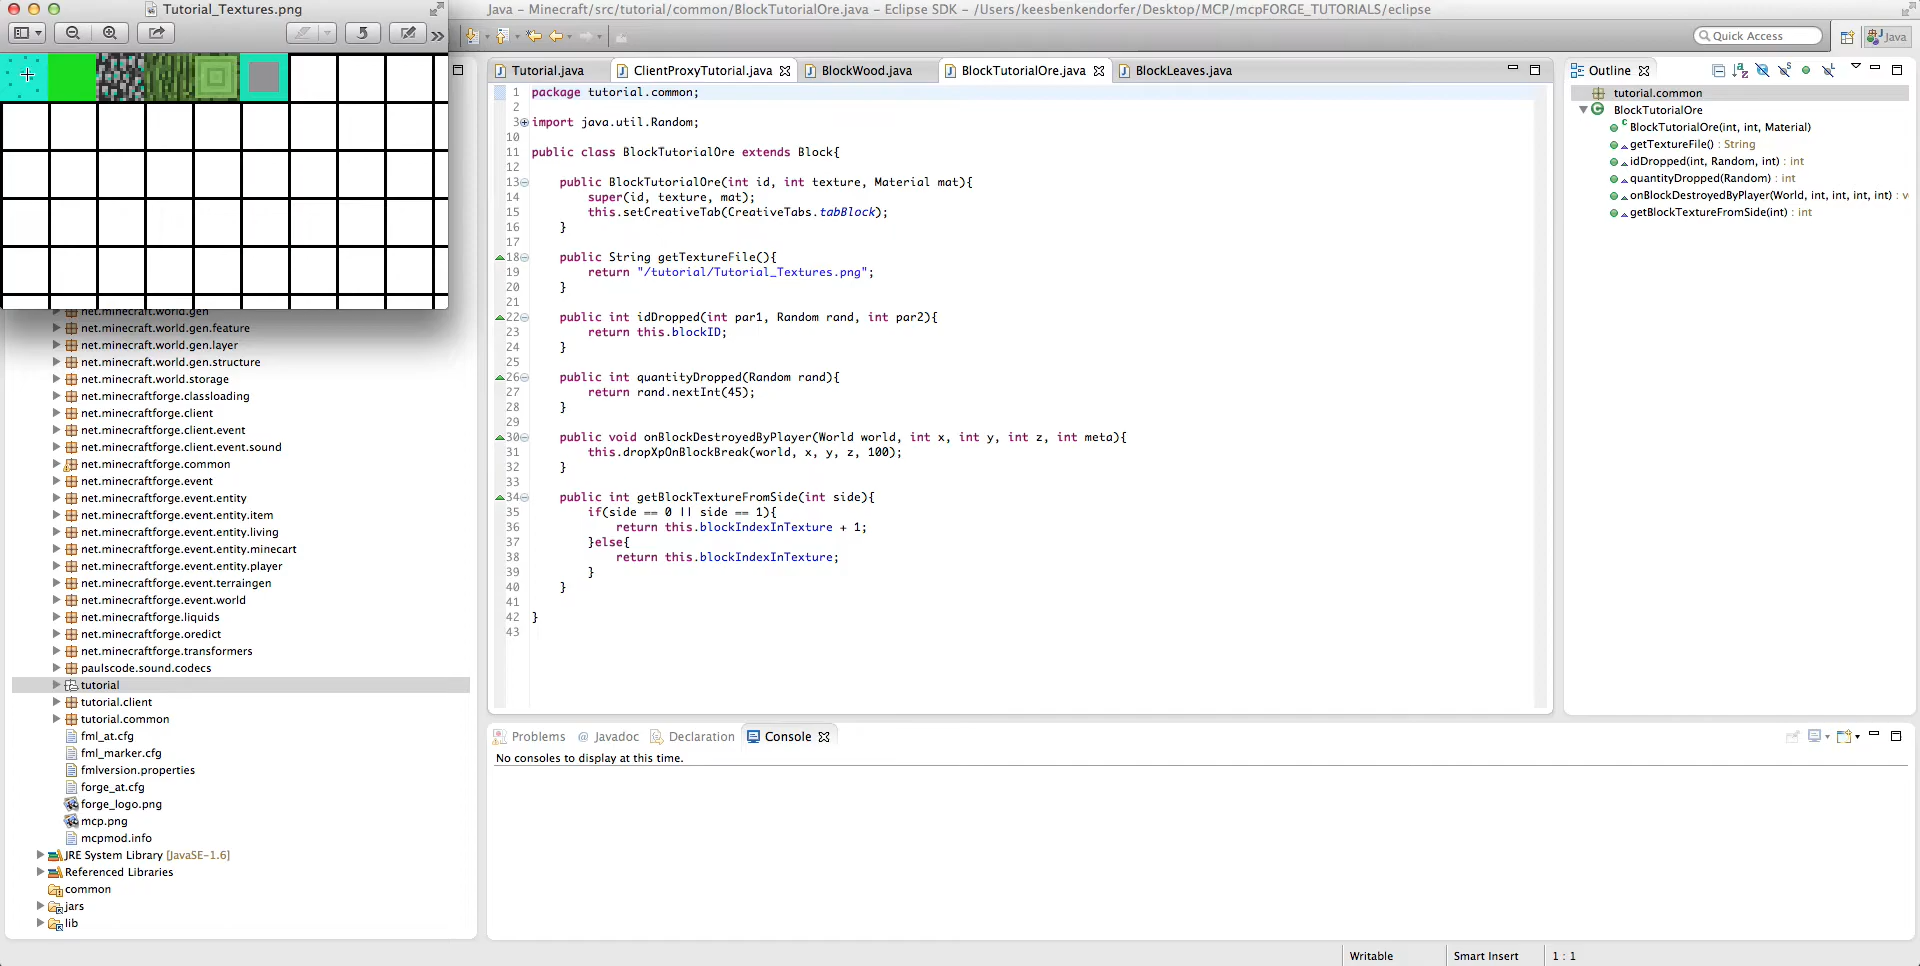 Tutorial_Textures.png
Java - Minecraft/src/tutorial/common/BlockTutorialOre.java - Eclipse SDK - /Users/keesbenkendorfer/Desktop/MCP/mcpFORGE_TUTORIALS/eclipse
Quick Access
Java
Tutorial.java
ClientProxyTutorial.java
BlockWood.java
BlockTutorialOre.java
BlockLeaves.java
1 package tutorial.common;
2
3 import java.util.Random;
10
11 public class BlockTutorialOre extends Block{
12
13 public BlockTutorialOre(int id, int texture, Material mat){
14 super(id, texture, mat);
15 this.setCreativeTab(CreativeTabs.tabBlock);
16 }
17
18 public String getTextureFile(){
19 return "/tutorial/Tutorial_Textures.png";
20 }
21
22 public int idDropped(int par1, Random rand, int par2){
23 return this.blockID;
24 }
25
26 public int quantityDropped(Random rand){
27 return rand.nextInt(45);
28 }
29
30 public void onBlockDestroyedByPlayer(World world, int x, int y, int z, int meta){
31 this.dropXpOnBlockBreak(world, x, y, z, 100);
32 }
33
34 public int getBlockTextureFromSide(int side){
35 if(side == 0 || side == 1){
36 return this.blockIndexInTexture + 1;
37 }else{
38 return this.blockIndexInTexture;
39 }
40 }
41
42 }
43
Outline
tutorial.common
BlockTutorialOre
BlockTutorialOre(int, int, Material)
getTextureFile() : String
idDropped(int, Random, int) : int
quantityDropped(Random) : int
onBlockDestroyedByPlayer(World, int, int, int, int) : v
getBlockTextureFromSide(int) : int
net.minecraft.world.gen
net.minecraft.world.gen.feature
net.minecraft.world.gen.layer
net.minecraft.world.gen.structure
net.minecraft.world.storage
net.minecraftforge.classloading
net.minecraftforge.client
net.minecraftforge.client.event
net.minecraftforge.client.event.sound
net.minecraftforge.common
net.minecraftforge.event
net.minecraftforge.event.entity
net.minecraftforge.event.entity.item
net.minecraftforge.event.entity.living
net.minecraftforge.event.entity.minecart
net.minecraftforge.event.entity.player
net.minecraftforge.event.terraingen
net.minecraftforge.event.world
net.minecraftforge.liquids
net.minecraftforge.oredict
net.minecraftforge.transformers
paulscode.sound.codecs
tutorial
tutorial.client
tutorial.common
fml_at.cfg
fml_marker.cfg
fmlversion.properties
forge_at.cfg
forge_logo.png
mcp.png
mcpmod.info
JRE System Library [JavaSE-1.6]
Referenced Libraries
common
jars
lib
Problems
@ Javadoc
Declaration
Console
No consoles to display at this time.
Writable
Smart Insert
1 : 1